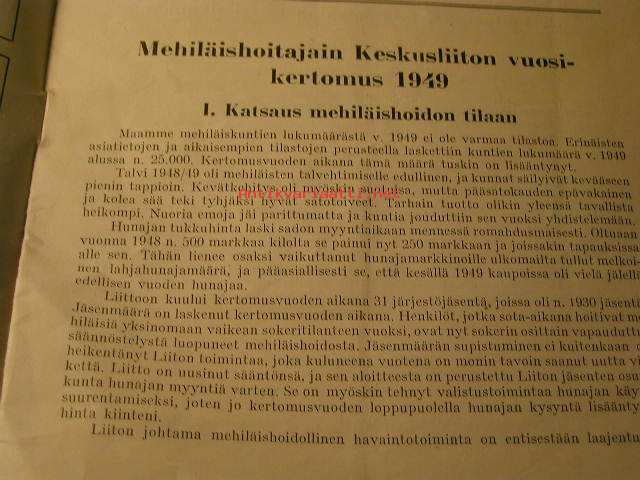 Mehiläishoitajain Keskusliiton vuosi-
kertomus 1949
I. Katsaus mehiläishoidon tilaan
Maamme mehiläiskuntien lukumäärästä v. 1949 ei ole varmaa tilastoa. Erinäisten
asiatietojen ja aikaisempien tilastojen perusteella laskettiin kuntien lukumäärä v. 1949
alussa n. 25.000. Kertomusvuoden aikana tämä määrä tuskin on lisääntynyt.
Talvi 1948/49 oli mehiläisten talvehtimiselle edullinen, ja kunnat säilyivät kevääseen
pienin tappioin. Kevätkehitys oli myöskin suotuisa, mutta pääsatokauden epävakainen
ja kolea sää teki tyhjäksi hyvät satotoiveet. Tarhain tuotto olikin yleensä tavallista
heikompi. Nuoria emoja jäi parittumatta ja kuntia jouduttiin sen vuoksi yhdistelemään.
Hunajan tukkuhinta laski sadon myyntiaikaan mennessä romahdusmaisesti. Oltuaan
vuonna 1948 n. 500 markkaa kilolta se painui nyt 250 markkaan ja joissakin tapauksissa
alle sen. Tähän lienee osaksi vaikuttanut hunajamarkkinoille ulkomailta tullut melkoi-
nen lahjahunajamäärä, ja pääasiallisesti se, että kesällä 1949 kaupoissa oli vielä jälellä
edellisen vuoden hunajaa.
Liittoon kuului kertomusvuoden aikana 31 järjestöjäsentä, joissa oli n. 1930 jäsent
Jäsenmäärä on laskenut kertomusvuoden aikana. Henkilöt, jotka sota-aikana hoitivat me
hiläisiä yksinomaan vaikean sokeritilanteen vuoksi, ovat nyt sokerin osittain vapaudutt
säännöstelystä luopuneet mehiläishoidosta. Jäsenmäärän supistuminen ei kuitenkaan o
heikentänyt Liiton toimintaa, joka kuluneena vuotena on monin tavoin saanut uutta vi
kettä. Liitto on uusinut sääntönsä, ja sen aloitteesta on perustettu Liiton jäsenten osu
kunta hunajan myyntiä varten. Se on myöskin tehnyt valistustoimintaa hunajan käy
suurentamiseksi, joten jo kertomusvuoden loppupuolella hunajan kysyntä lisäänty
hinta kiinteni.
Liiton johtama mehiläishoidollinen havaintotoiminta on entisestään laajentu
antikvariaatti.net